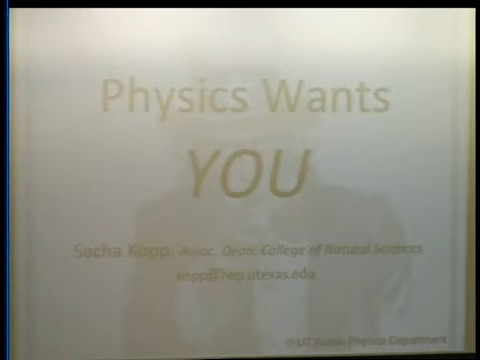 Physics Wants
YOU
Sacha Kopp, Assoc. Dean, College of Natural Sciences
kopp@hep.utexas.edu
© UT Austin Physics Department